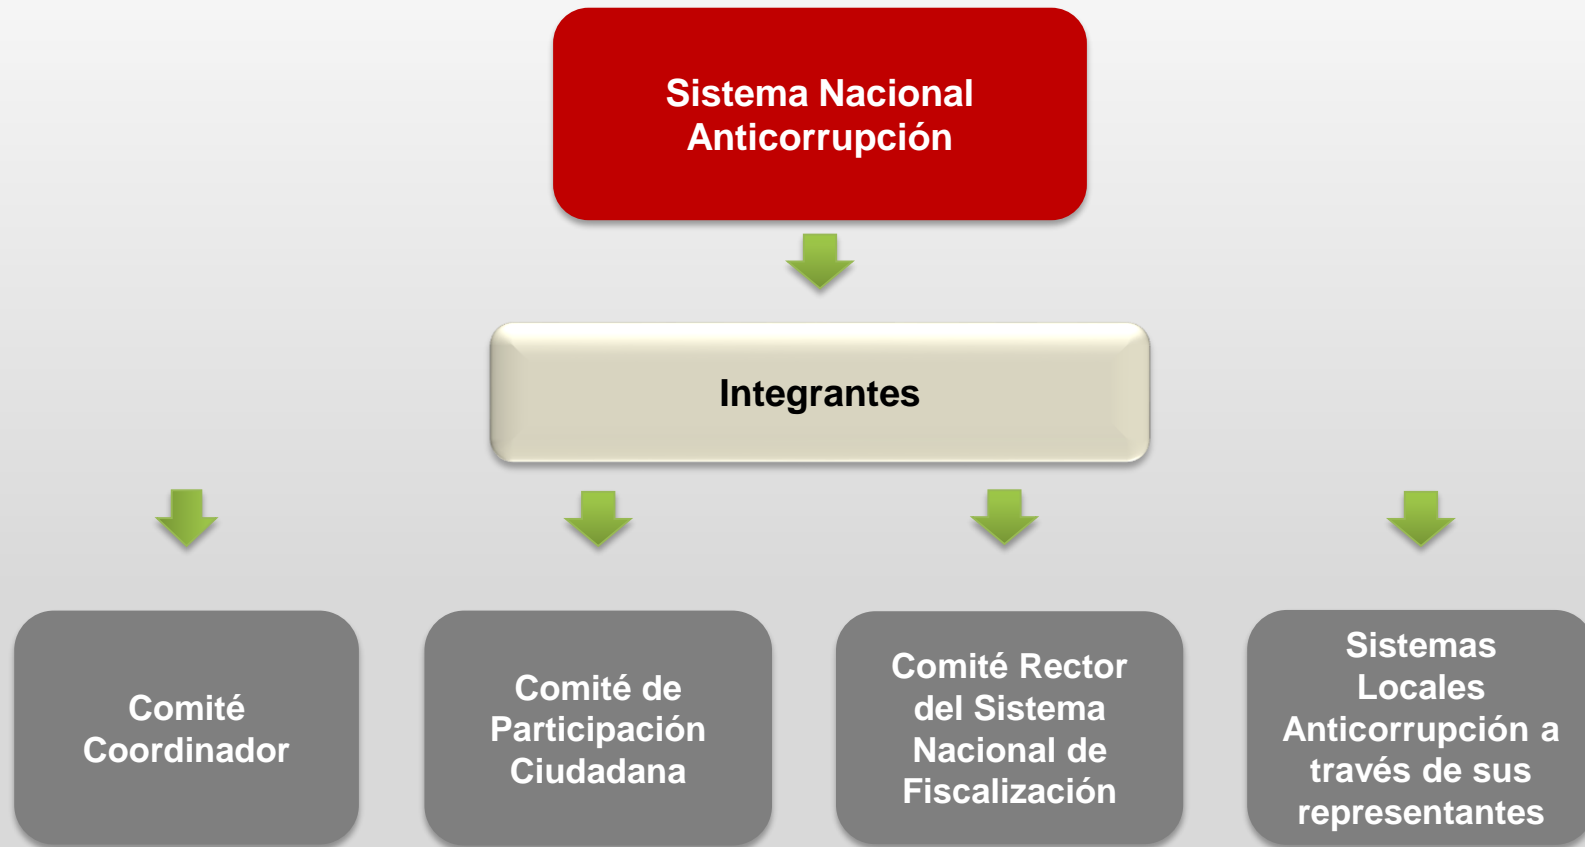 Sistema Nacional
Anticorrupción
Integrantes
Comité
Coordinador
Comité de
Participación
Ciudadana
Comité Rector
del Sistema
Nacional de
Fiscalización
Sistemas
Locales
Anticorrupción a
través de sus
representantes